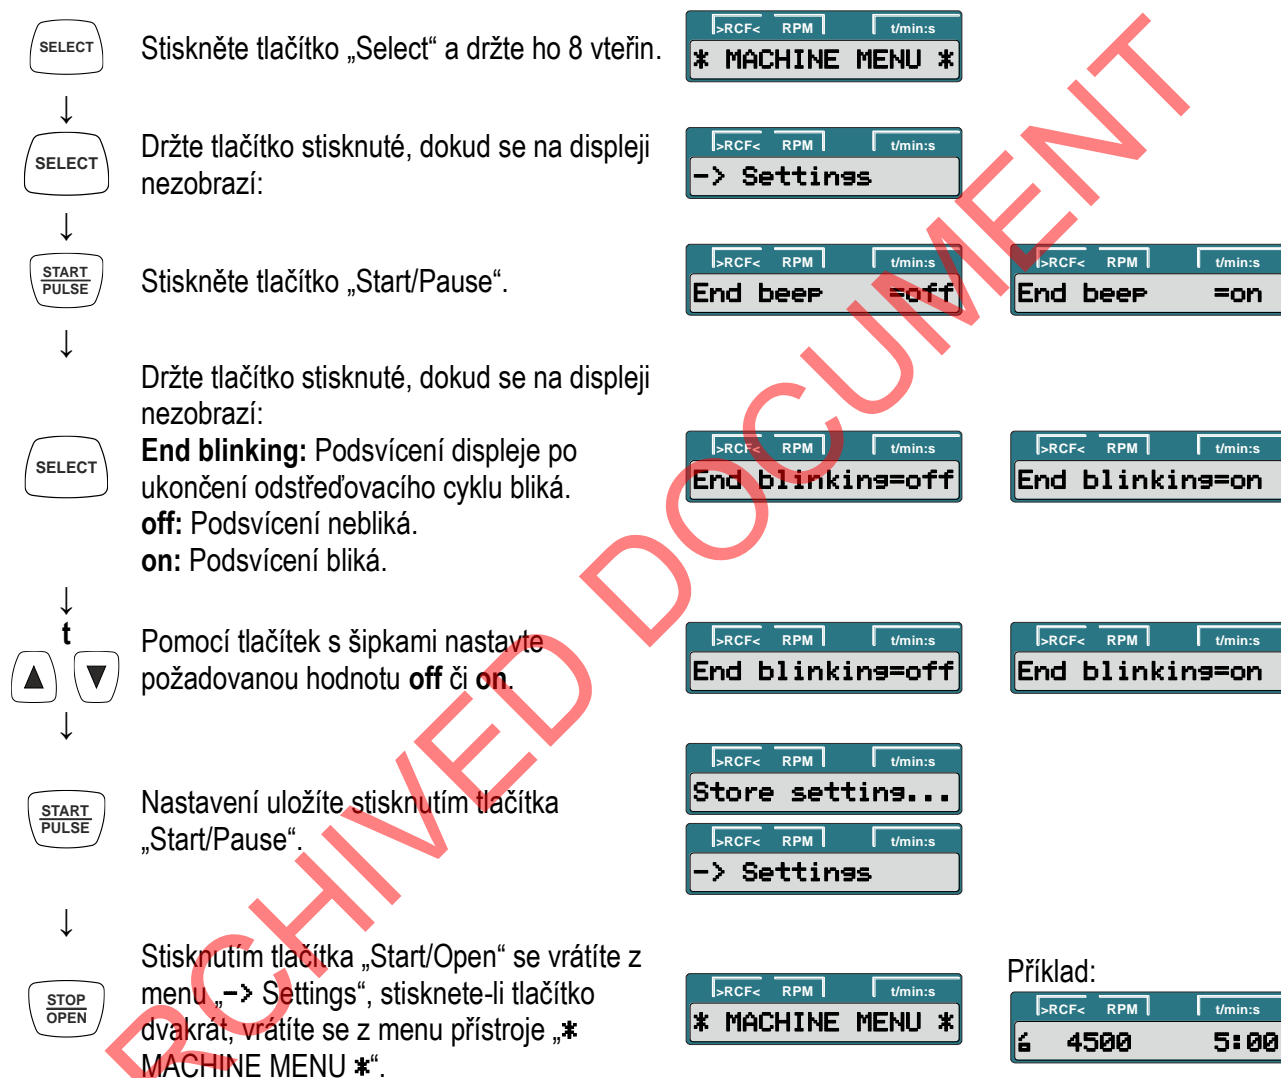 SELECT
Stiskněte tlačítko „Select“ a držte ho 8 vteřin.
>RCF< RPM t/min:s
* MACHINE MENU *
↓
SELECT
Držte tlačítko stisknuté, dokud se na displeji
nezobrazí:
>RCF< RPM t/min:s
-> Settings
↓
START
PULSE
Stiskněte tlačítko „Start/Pause“.
>RCF< RPM t/min:s
End beep =off
>RCF< RPM t/min:s
End beep =on
↓
SELECT
Držte tlačítko stisknuté, dokud se na displeji
nezobrazí:
End blinking: Podsvícení displeje po
ukončení odstřeďovacího cyklu bliká.
off: Podsvícení nebliká.
on: Podsvícení bliká.
>RCF< RPM t/min:s
End blinking=off
>RCF< RPM t/min:s
End blinking=on
↓
t
▲ ▼
Pomocí tlačítek s šipkami nastavte
požadovanou hodnotu off či on.
>RCF< RPM t/min:s
End blinking=off
>RCF< RPM t/min:s
End blinking=on
↓
START
PULSE
Nastavení uložíte stisknutím tlačítka
„Start/Pause“.
>RCF< RPM t/min:s
Store setting...
>RCF< RPM t/min:s
-> Settings
↓
STOP
OPEN
Stisknutím tlačítka „Start/Open“ se vrátíte z
menu „-> Settings“, stisknete-li tlačítko
dvakrát, vrátíte se z menu přístroje „*
MACHINE MENU *“.
>RCF< RPM t/min:s
* MACHINE MENU *
Příklad:
>RCF< RPM t/min:s
4500 5:00
RCHIVED DOCUMENT